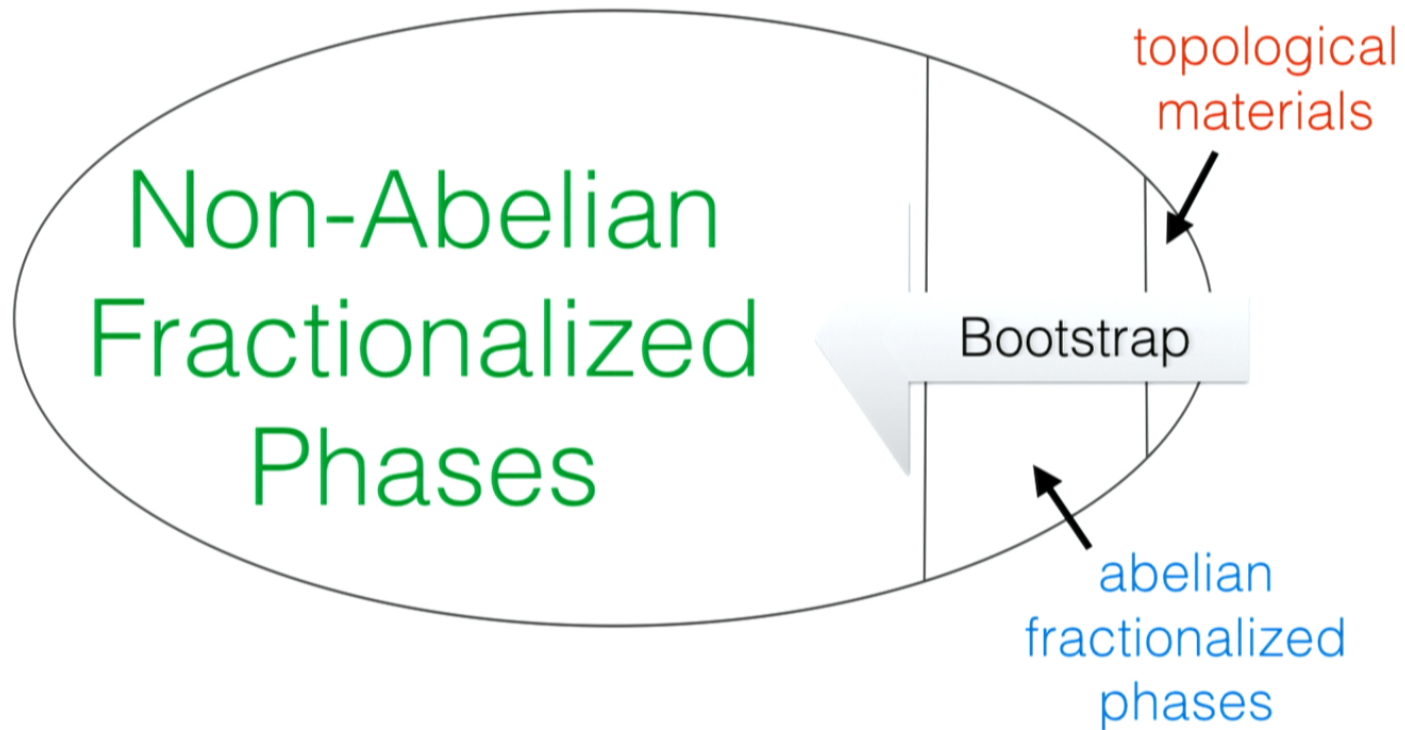 topological
materials
Non-Abelian
Fractionalized
Phases
Bootstrap
abelian
fractionalized
phases